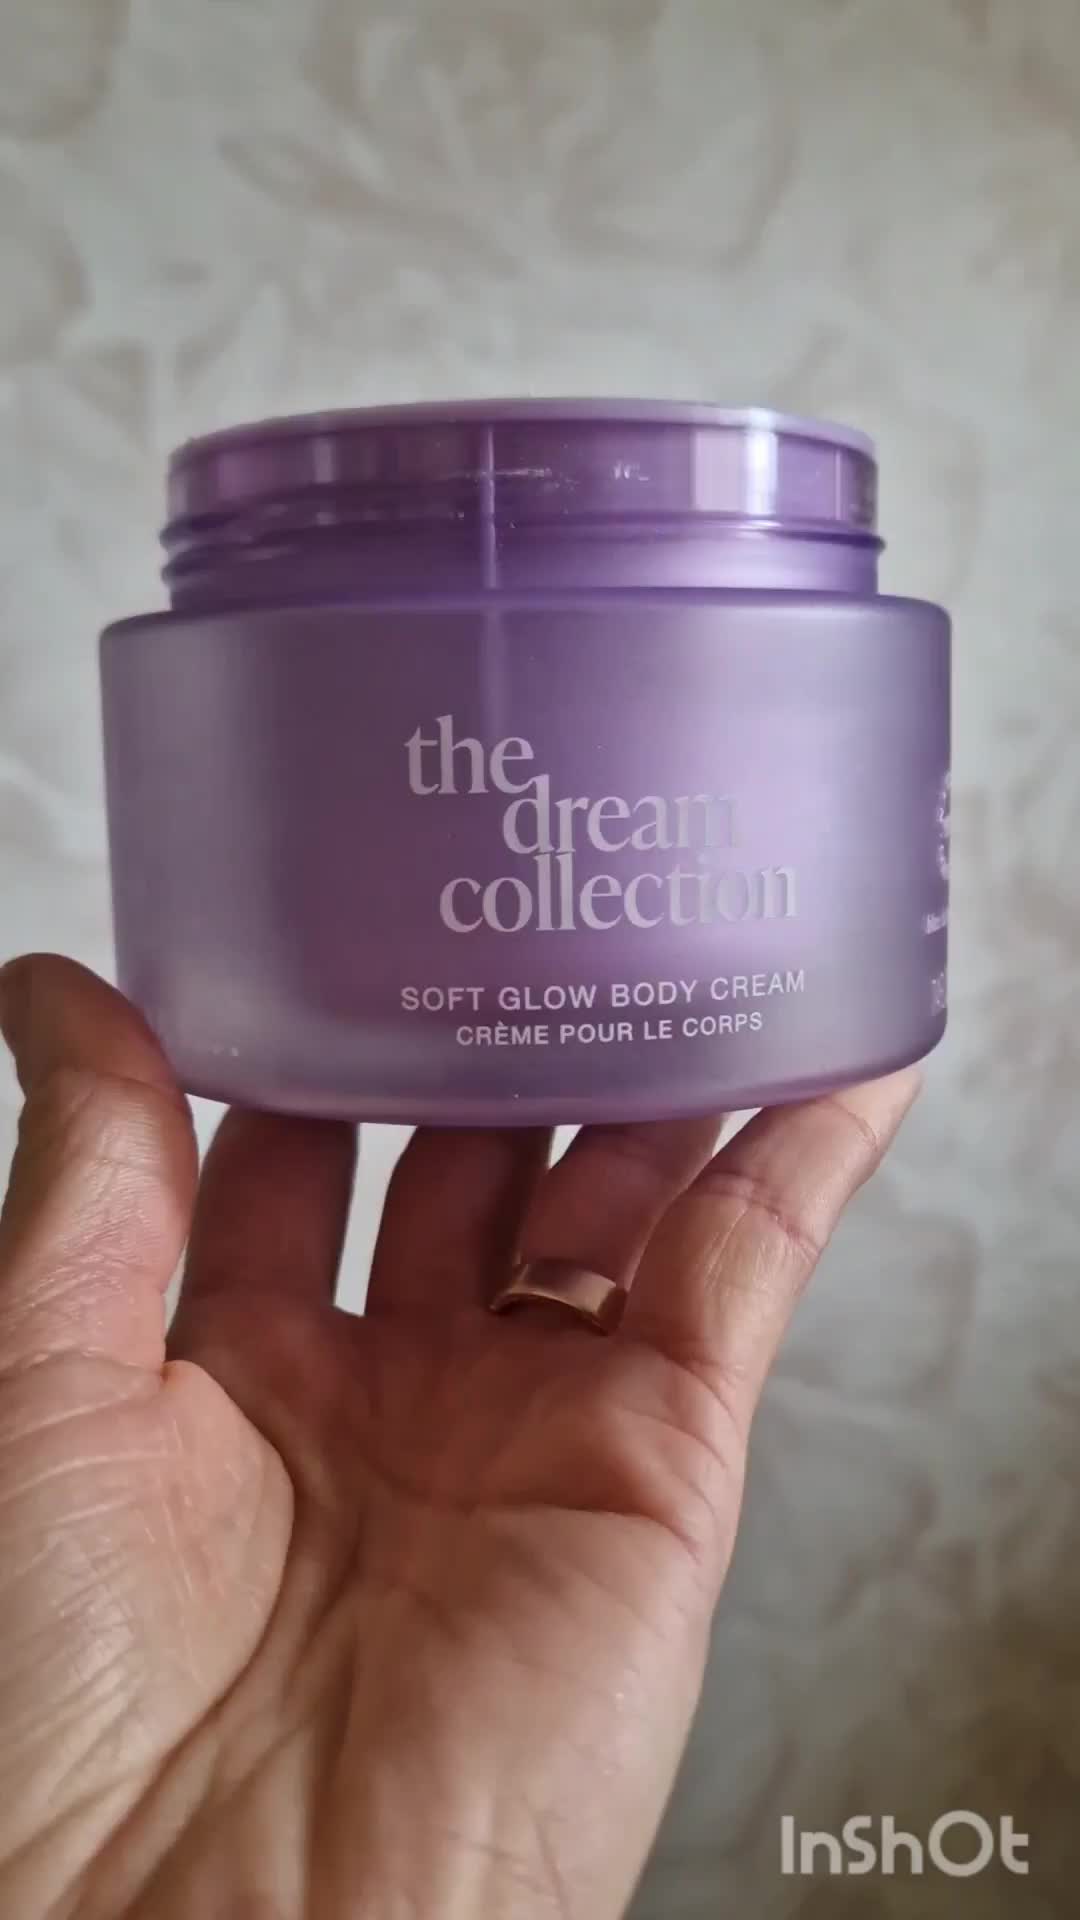 the
dream
collection
SOFT GLOW BODY CREAM
CRÈME POUR LE CORPS
InShOt